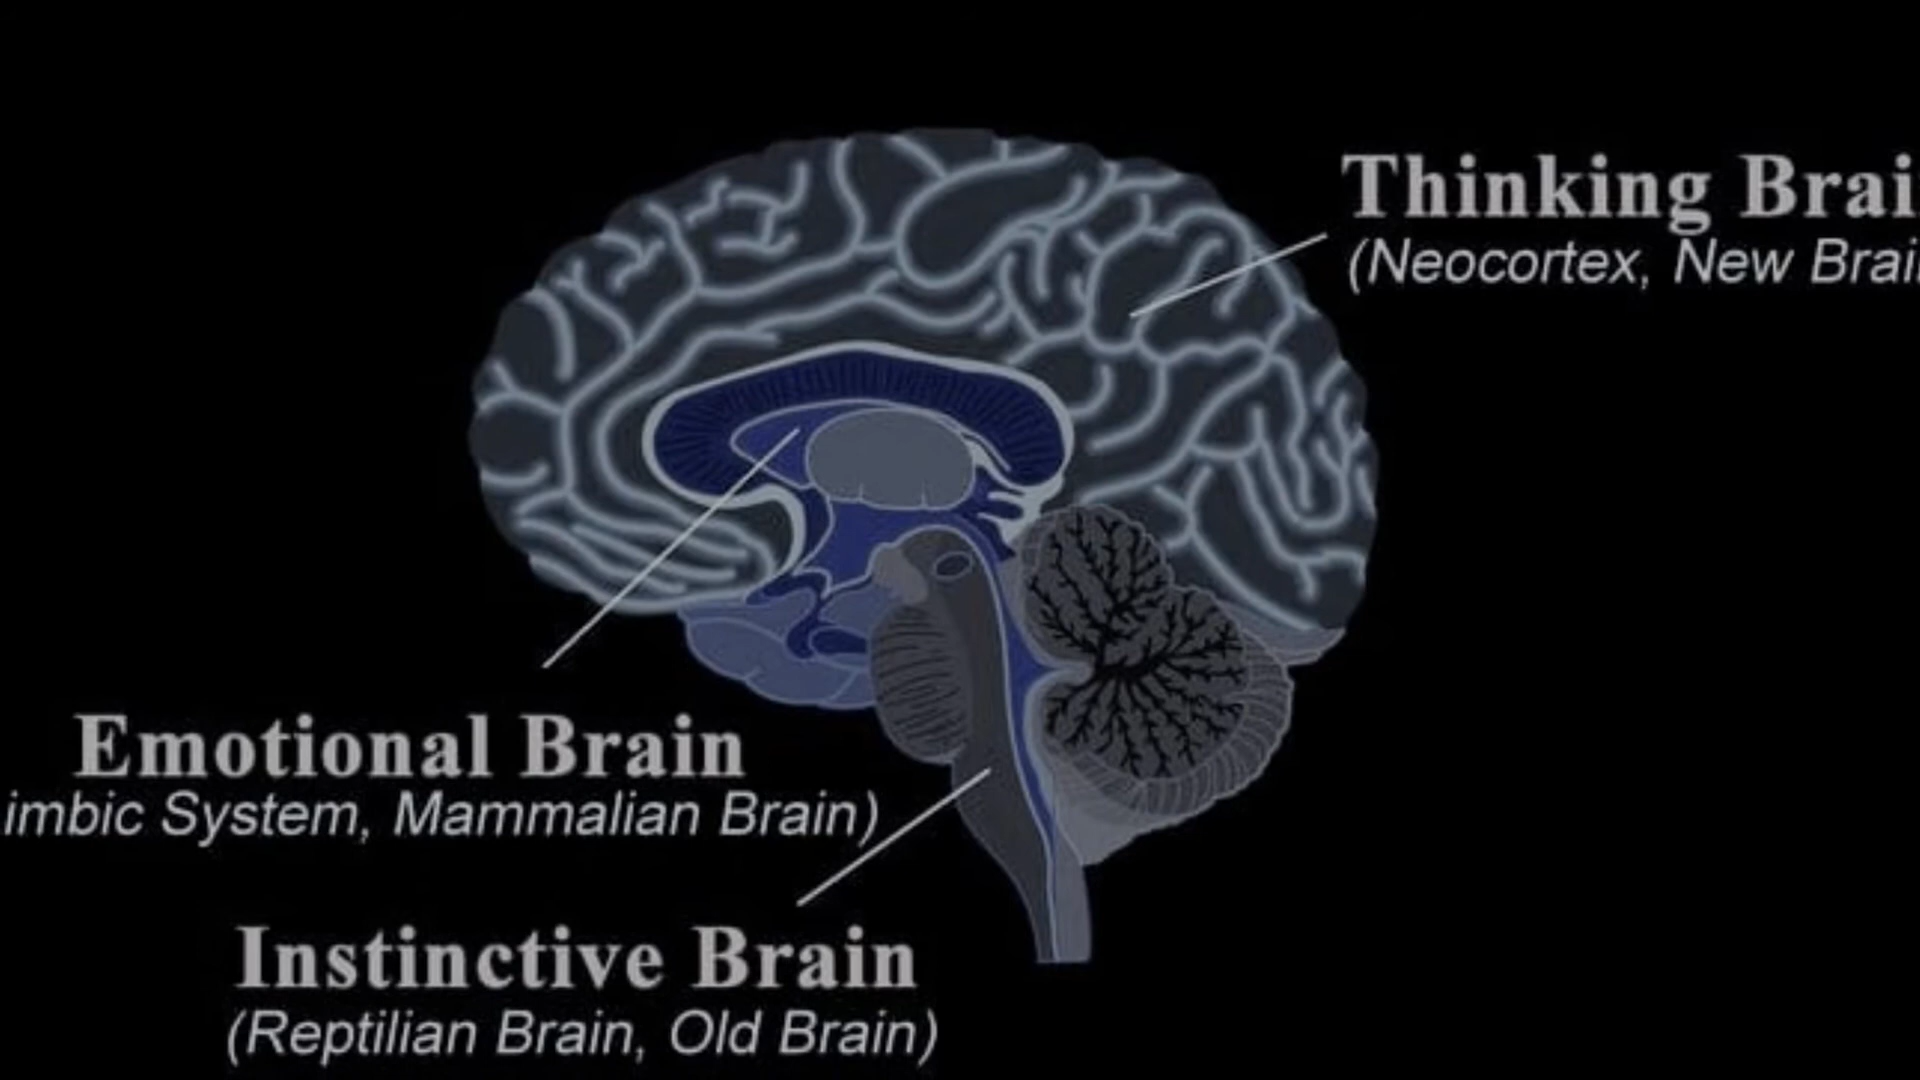 Thinking Brai
(Neocortex, New Brai
Emotional Brain
imbic System, Mammalian Brain)
Instinctive Brain
(Reptilian Brain, Old Brain)